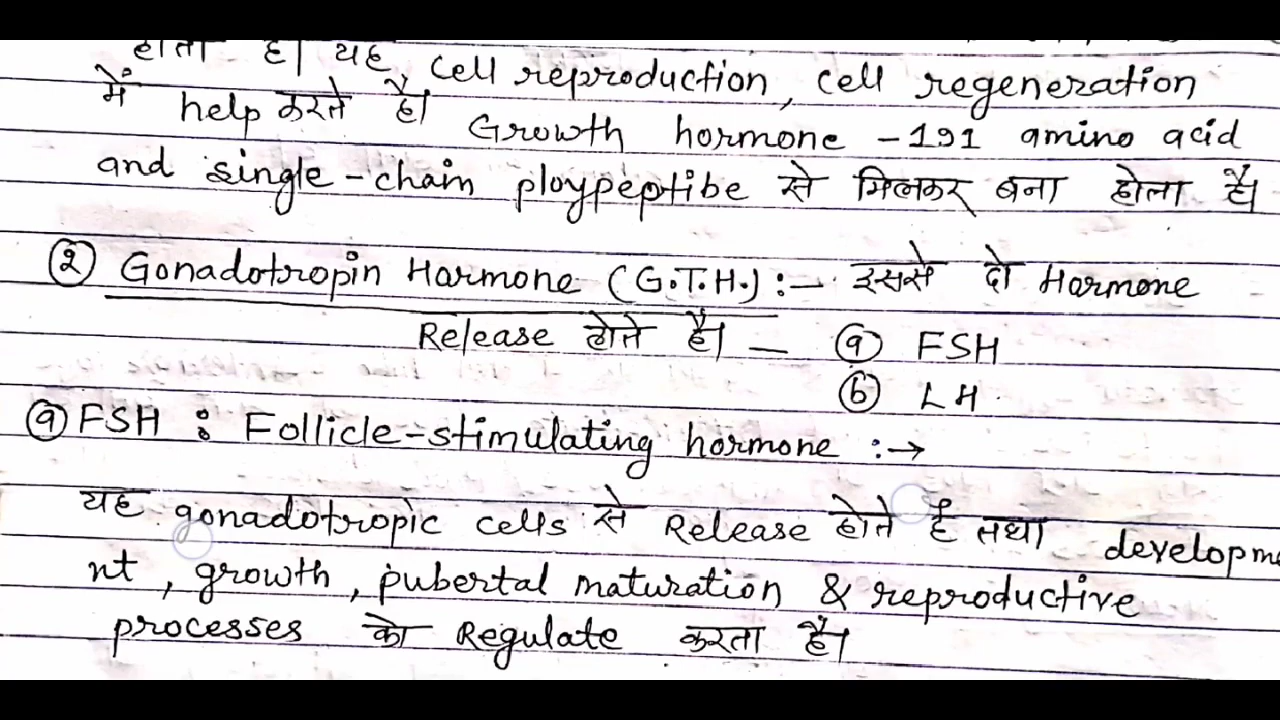 होता है। यह cell reproduction, cell regeneration
में help करते है। Growth hormone - 191 amino acid
and single-chain ploypeptibe से मिलकर बना होला है।
② Gonadotropin Harmone (G.T.H.) :- इससे दो Harmone
Release होते है। — ⓐ FSH
ⓑ LH.
ⓐ FSH : Follicle-stimulating hormone :→
यह gonadotropic cells से Release होते है तथा developme
nt, growth, pubertal maturation & reproductive
processes को Regulate करता है।